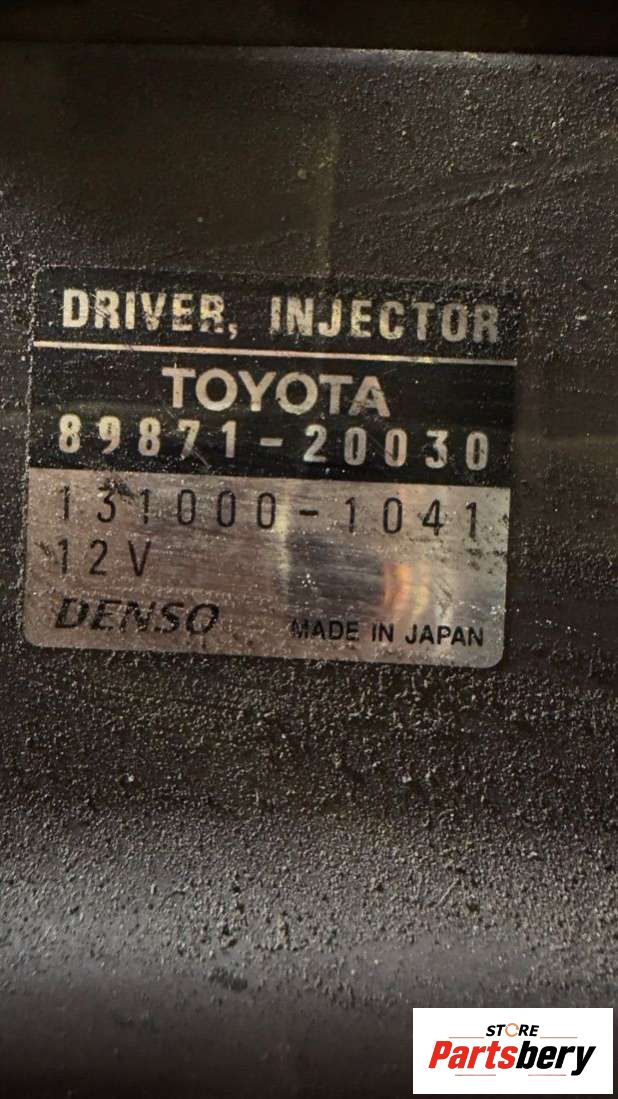 DRIVER, INJECTOR
TOYOTA
89871-20030
131000-1041
12V
DENSO MADE IN JAPAN
STORE
Partsbery